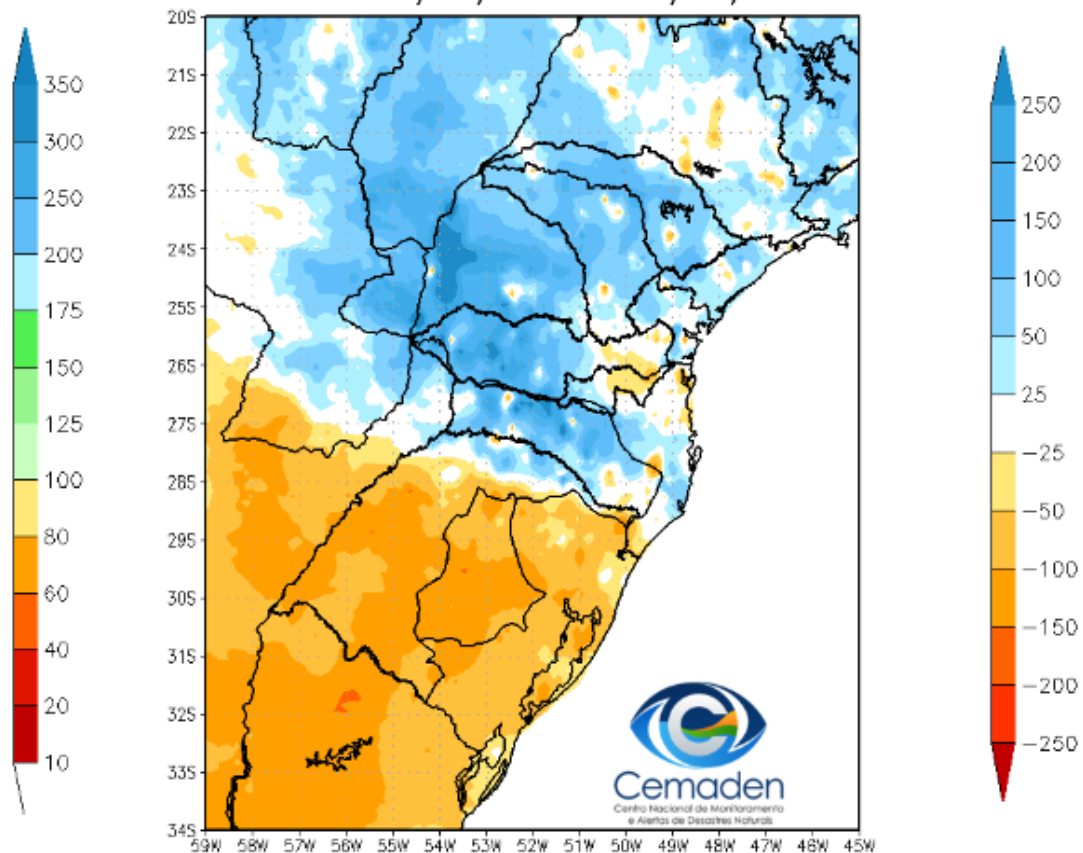 350
300
250
200
175
150
125
100
80
60
40
20
10
20S
21S
22S
23S
24S
25S
26S
27S
28S
29S
30S
31S
32S
33S
34S
59W 58W 57W 56W 55W 54W 53W 52W 51W 50W 49W 48W 47W 46W 45W
Cemaden
Centro Nacional de Monitoramento
e Alertas de Desastres Naturais
250
200
150
100
50
25
−25
−50
−100
−150
−200
−250